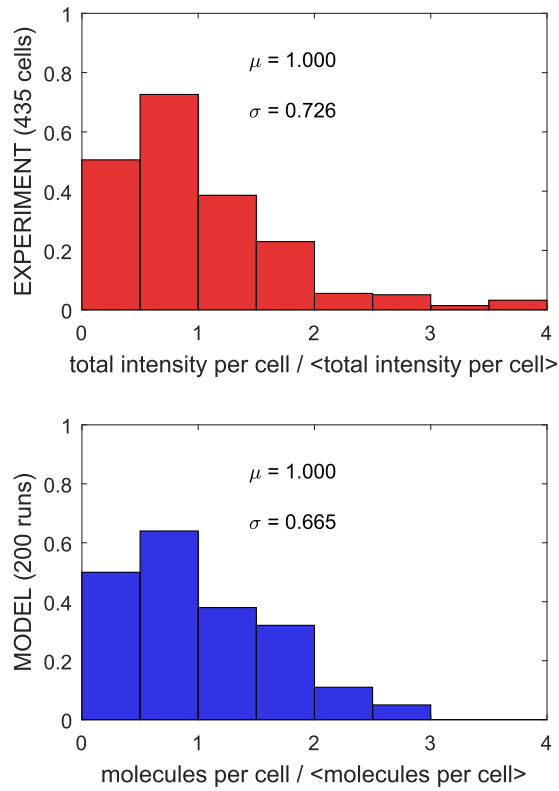 1
0.8
0.6
0.4
0.2
0
EXPERIMENT (435 cells)
μ = 1.000
σ = 0.726
0 1 2 3 4
total intensity per cell / <total intensity per cell>
1
0.8
0.6
0.4
0.2
0
MODEL (200 runs)
μ = 1.000
σ = 0.665
0 1 2 3 4
molecules per cell / <molecules per cell>